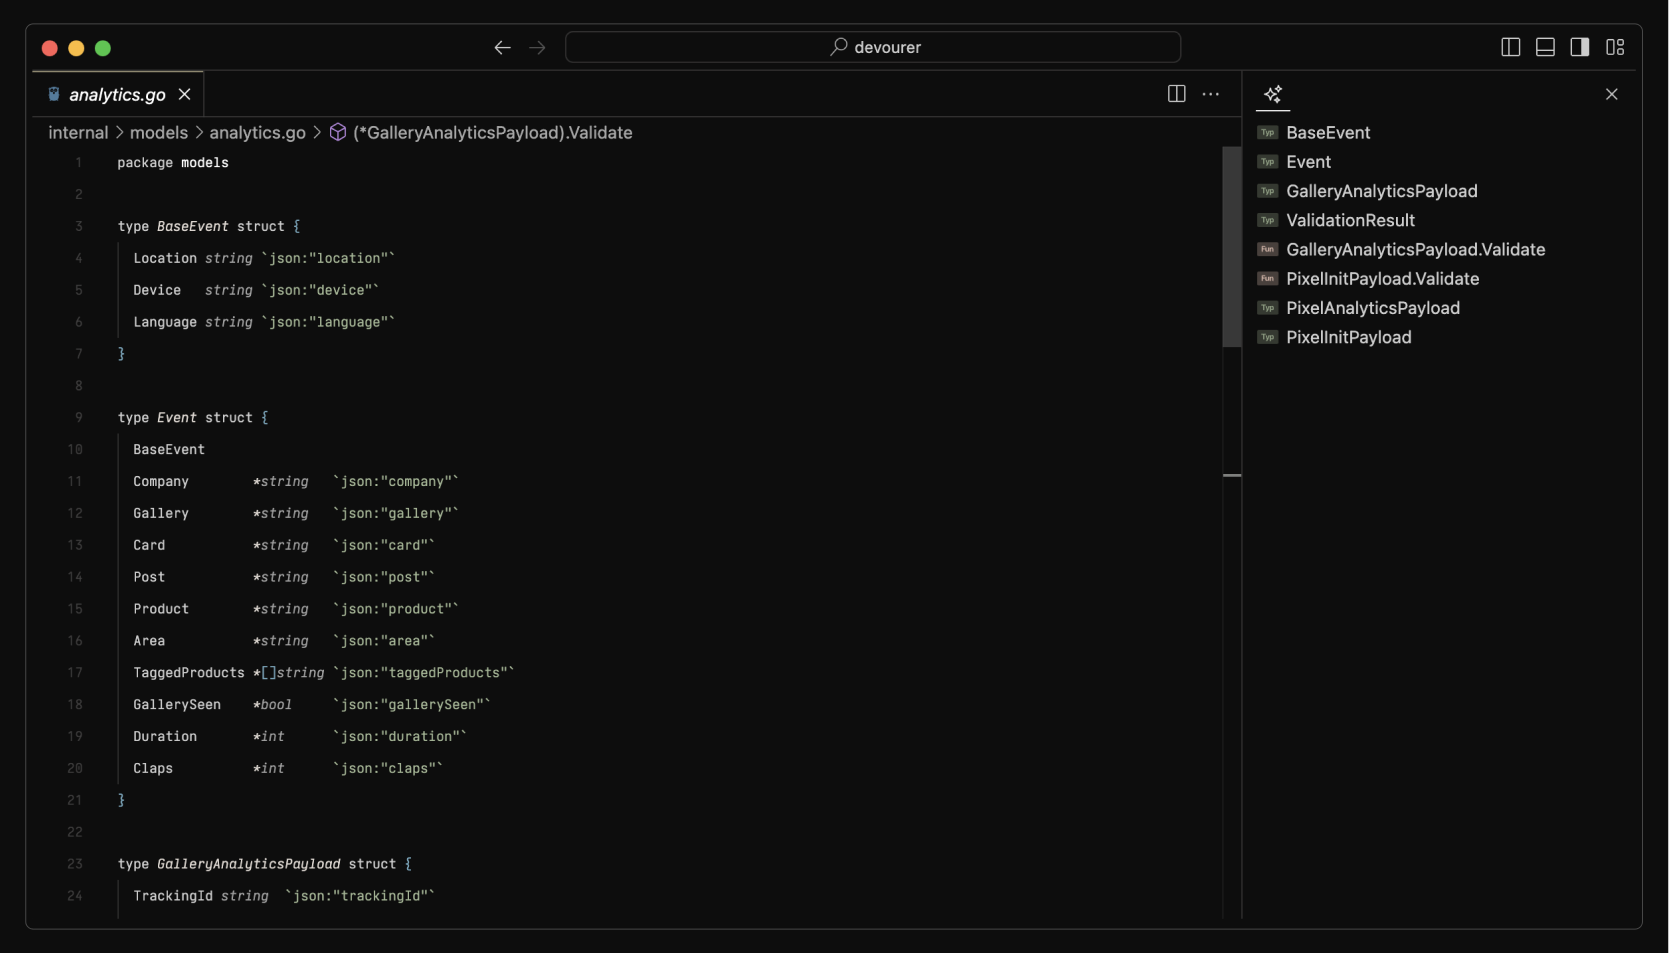 devourer
analytics.go
internal > models > analytics.go > (*GalleryAnalyticsPayload).Validate
1 package models
2
3 type BaseEvent struct {
4 Location string `json:"location"`
5 Device string `json:"device"`
6 Language string `json:"language"`
7 }
8
9 type Event struct {
10 BaseEvent
11 Company *string `json:"company"`
12 Gallery *string `json:"gallery"`
13 Card *string `json:"card"`
14 Post *string `json:"post"`
15 Product *string `json:"product"`
16 Area *string `json:"area"`
17 TaggedProducts *[]string `json:"taggedProducts"`
18 GallerySeen *bool `json:"gallerySeen"`
19 Duration *int `json:"duration"`
20 Claps *int `json:"claps"`
21 }
22
23 type GalleryAnalyticsPayload struct {
24 TrackingId string `json:"trackingId"`
Typ BaseEvent
Typ Event
Typ GalleryAnalyticsPayload
Typ ValidationResult
Fun GalleryAnalyticsPayload.Validate
Fun PixelInitPayload.Validate
Typ PixelAnalyticsPayload
Typ PixelInitPayload